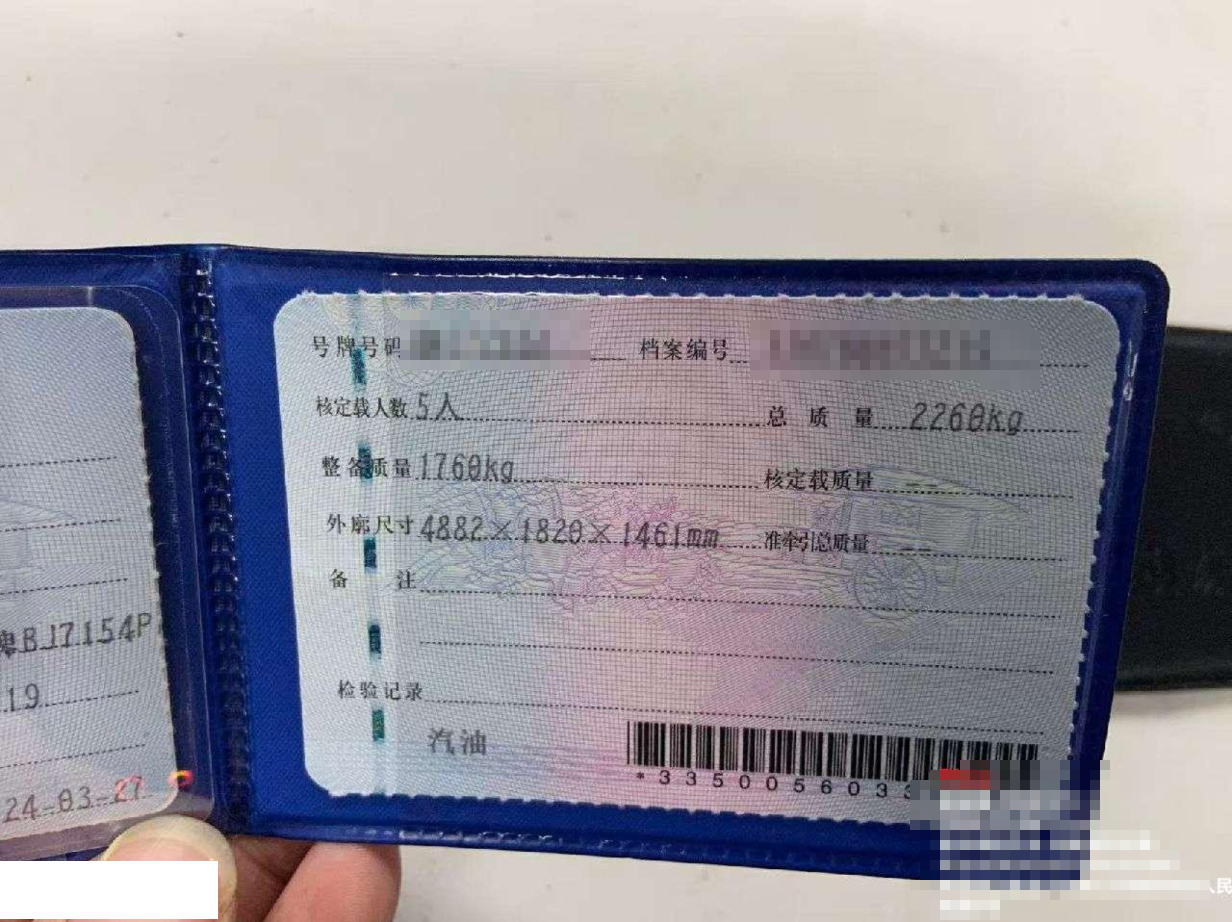 号牌号码 档案编号
核定载人数 5人 总质量 2260kg
整备质量 1760kg 核定载质量 --
外廓尺寸 4882×1820×1461mm 准牵引总质量 --
备注
检验记录
汽油
*3350056033
BJ7154P
19
24-03-27
人民